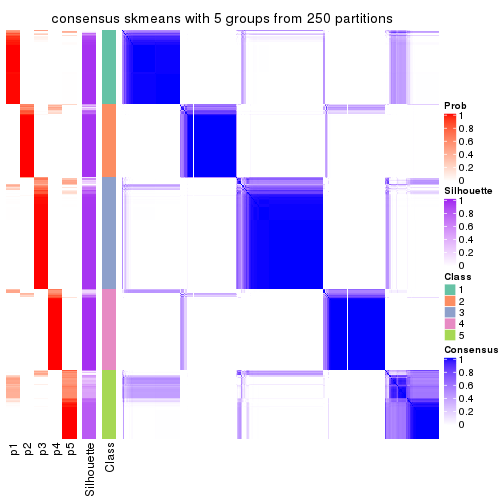 consensus skmeans with 5 groups from 250 partitions
Prob
1
0.8
0.6
0.4
0.2
0
Silhouette
1
0.8
0.6
0.4
0.2
0
Class
1
2
3
4
5
Consensus
1
0.8
0.6
0.4
0.2
0
p1
p2
p3
p4
p5
Silhouette
Class